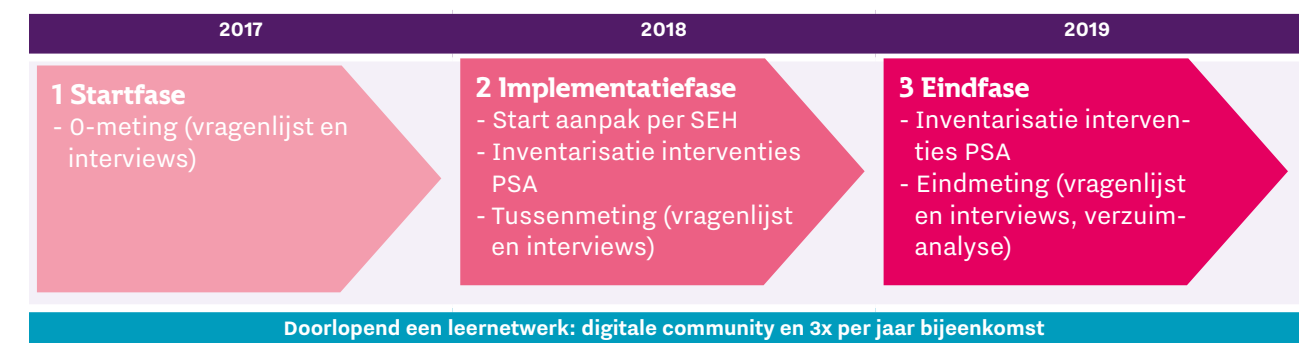 2017
2018
2019
1 Startfase
- 0-meting (vragenlijst en
interviews)
2 Implementatiefase
- Start aanpak per SEH
- Inventarisatie interventies
PSA
- Tussenmeting (vragenlijst
en interviews)
3 Eindfase
- Inventarisatie interven-
ties PSA
- Eindmeting (vragenlijst
en interviews, verzuim-
analyse)
Doorlopend een leernetwerk: digitale community en 3x per jaar bijeenkomst